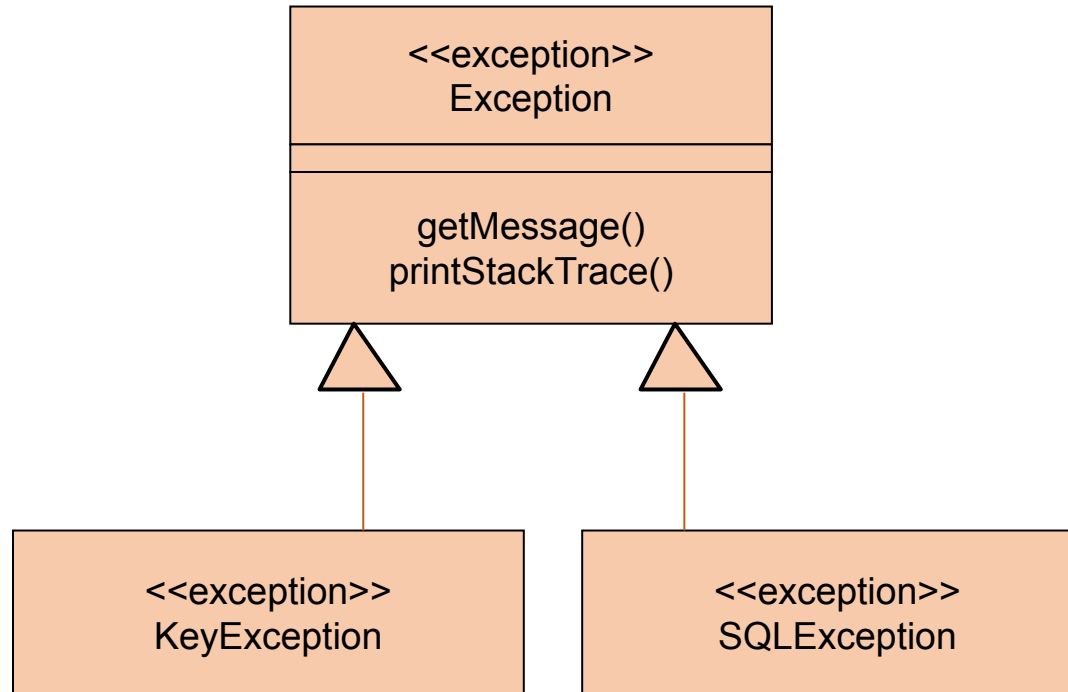 <<exception>>
Exception
getMessage()
printStackTrace()
<<exception>>
KeyException
<<exception>>
SQLException